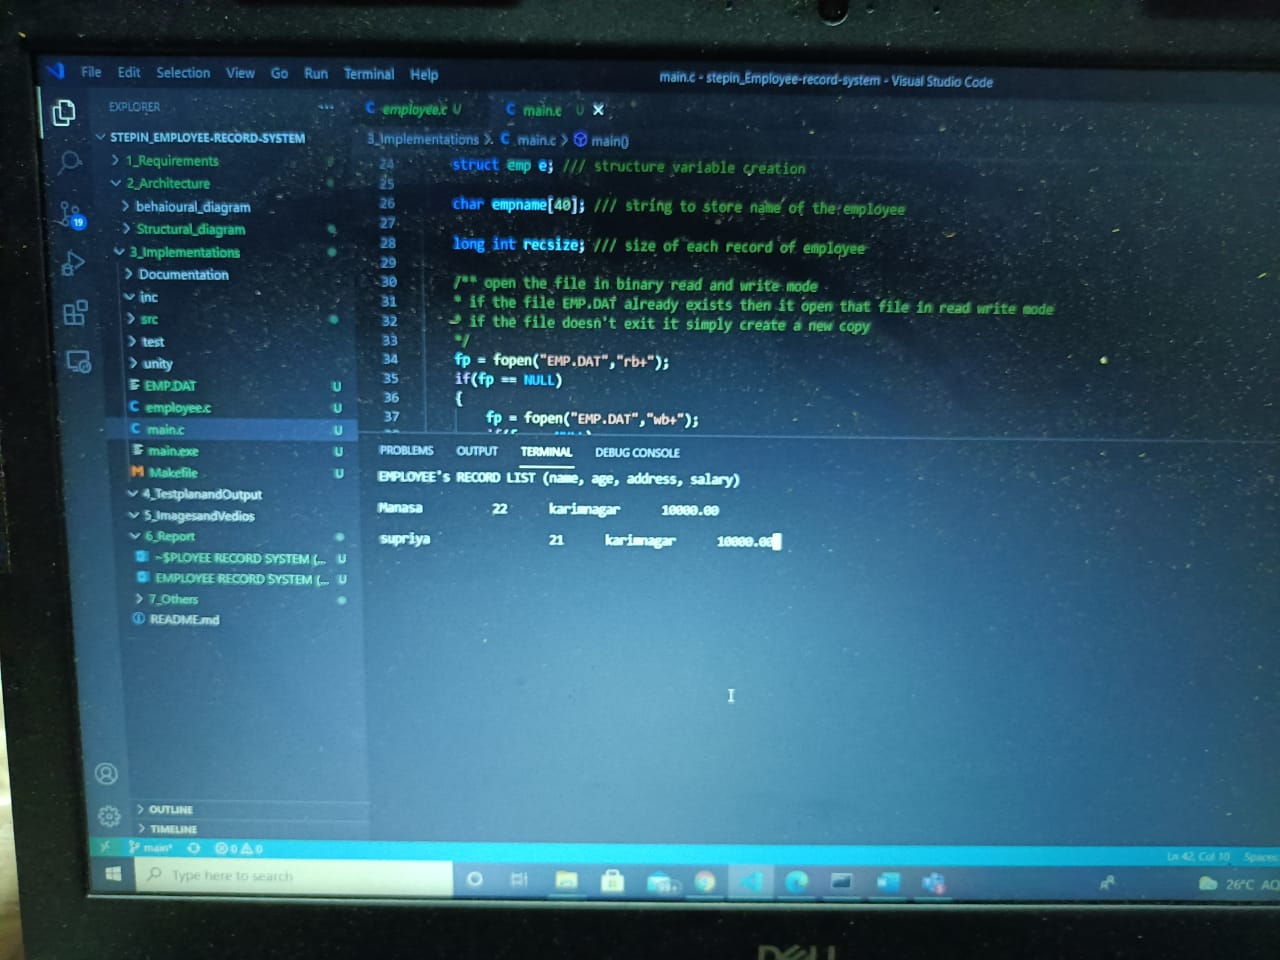 File Edit Selection View Go Run Terminal Help
main.c - stepin_Employee-record-system - Visual Studio Code
EXPLORER
STEPIN_EMPLOYEE-RECORD-SYSTEM
1_Requirements
2_Architecture
behaioural_diagram
Structural_diagram
3_Implementations
Documentation
inc
src
test
unity
EMP.DAT U
employee.c U
main.c U
main.exe U
Makefile U
4_TestplanandOutput
5_ImagesandVedios
6_Report
~$PLOYEE RECORD SYSTEM (... U
EMPLOYEE RECORD SYSTEM (... U
7_Others
README.md
OUTLINE
TIMELINE
19
employee.c U
main.c U
3_Implementations > C main.c > main()
24 struct emp e; /// structure variable creation
25
26 char empname[40]; /// string to store name of the employee
27
28 long int recsize; /// size of each record of employee
29
30 /** open the file in binary read and write mode
31 * if the file EMP.DAT already exists then it open that file in read write mode
32 * if the file doesn't exit it simply create a new copy
33 */
34 fp = fopen("EMP.DAT","rb+");
35 if(fp == NULL)
36 {
37 fp = fopen("EMP.DAT","wb+");
PROBLEMS OUTPUT TERMINAL DEBUG CONSOLE
EMPLOYEE's RECORD LIST (name, age, address, salary)
Manasa 22 karimnagar 10000.00
supriya 21 karimnagar 10000.00
main* 0 0
Ln 42, Col 10 Spaces:
Type here to search
99+
26°C
DELL